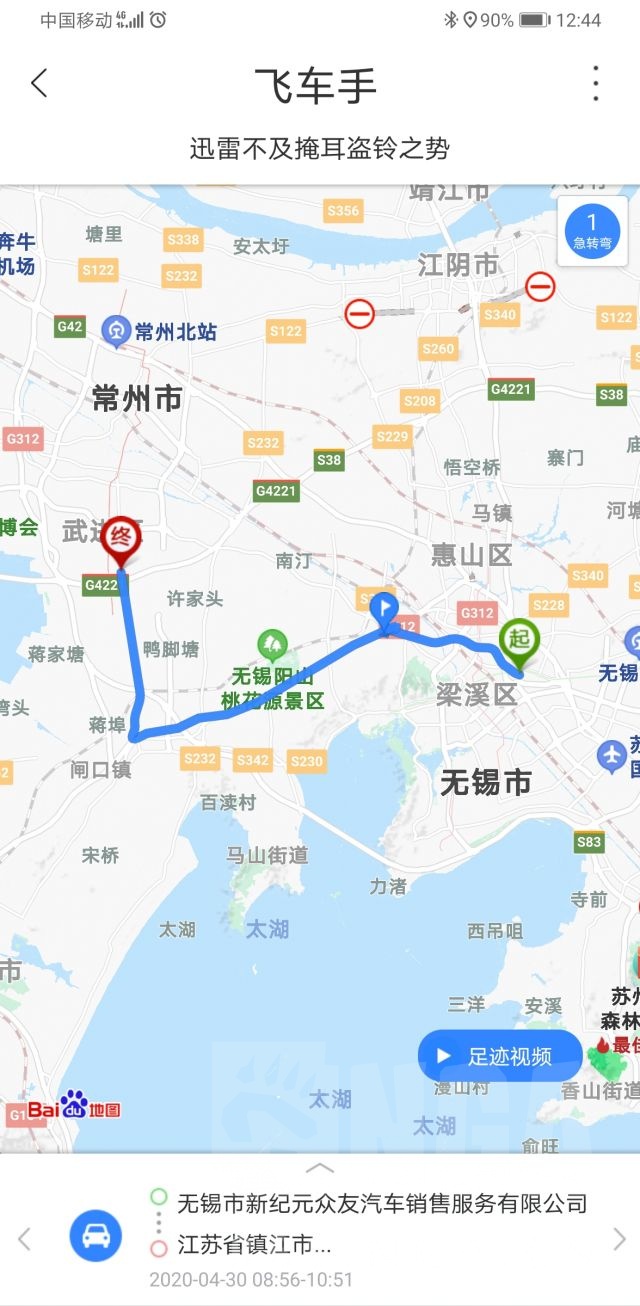 中国移动 4G 90% 12:44
飞车手
迅雷不及掩耳盗铃之势
靖江市
S356
1
急转弯
奔牛
机场
塘里
S338
安太圩
S122
S232
江阴市
G42
常州北站
S122
S340
S122
S260
常州市
G4221
S38
S208
G312
S232
S229
S38
悟空桥
寨门
G4221
博会
武进
终
马镇
河塘
南汀
惠山区
G422
许家头
S340
S228
G312
12
起
蒋家塘
鸭脚塘
无锡阳山
桃花源景区
梁溪区
无锡
湾头
蒋埠
S232
S342
S230
闸口镇
无锡市
百渎村
S83
宋桥
马山街道
力渚
寺前
太湖
太湖
西吊咀
市
三洋
安溪
苏州
森林
最佳
足迹视频
漫山村
香山街道
太湖
太湖
俞旺
Bai du 地图
无锡市新纪元众友汽车销售服务有限公司
江苏省镇江市...
2020-04-30 08:56-10:51